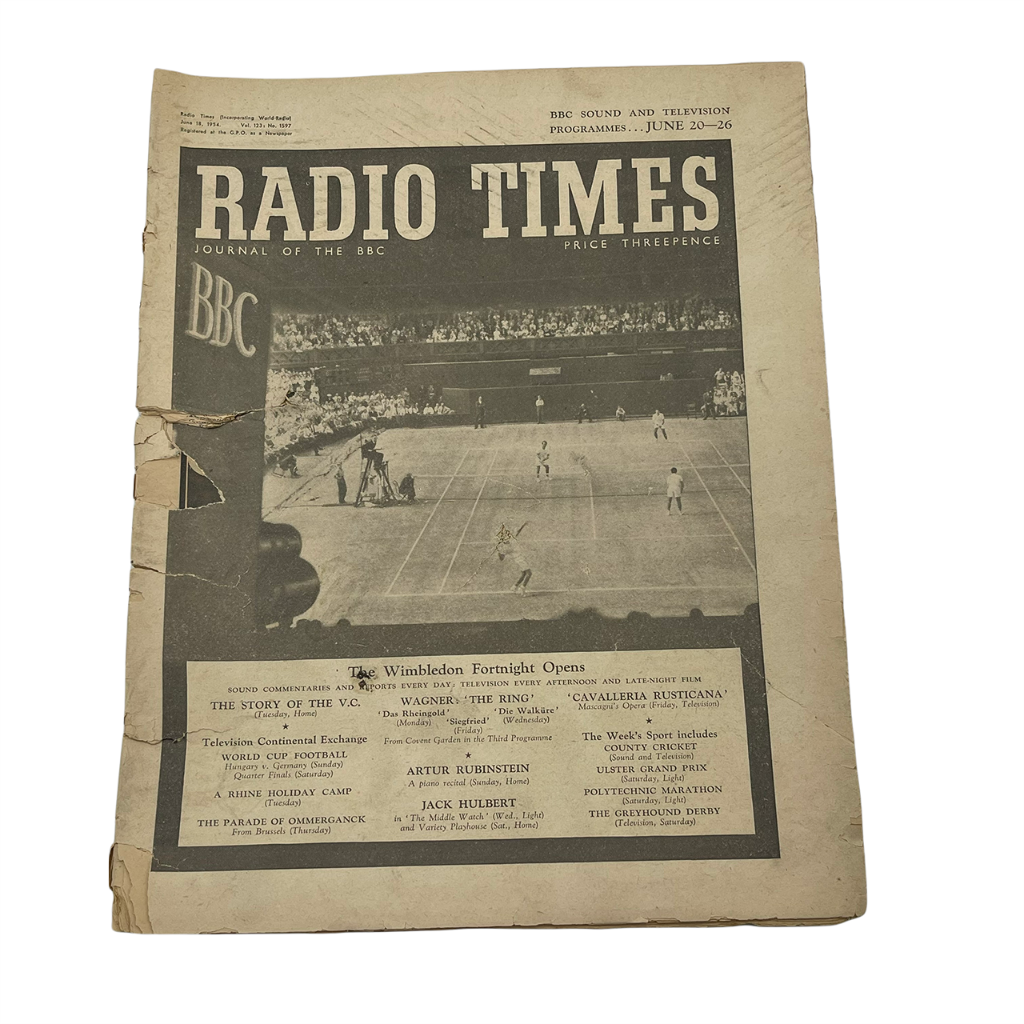 Radio Times (Incorporating World-Radio)
June 18, 1954. Vol. 123: No. 1597
Registered at the G.P.O. as a Newspaper
BBC SOUND AND TELEVISION
PROGRAMMES...JUNE 20—26
RADIO TIMES
JOURNAL OF THE BBC
PRICE THREEPENCE
BBC
The Wimbledon Fortnight Opens
SOUND COMMENTARIES AND REPORTS EVERY DAY: TELEVISION EVERY AFTERNOON AND LATE-NIGHT FILM
THE STORY OF THE V.C.
(Tuesday, Home)
★
Television Continental Exchange
WORLD CUP FOOTBALL
Hungary v. Germany (Sunday)
Quarter Finals (Saturday)
A RHINE HOLIDAY CAMP
(Tuesday)
THE PARADE OF OMMERGANCK
From Brussels (Thursday)
WAGNER: 'THE RING'
'Das Rheingold' 'Die Walküre'
(Monday) 'Siegfried' (Wednesday)
(Friday)
From Covent Garden in the Third Programme
★
ARTUR RUBINSTEIN
A piano recital (Sunday, Home)
JACK HULBERT
in 'The Middle Watch' (Wed., Light)
and Variety Playhouse (Sat., Home)
'CAVALLERIA RUSTICANA'
Mascagni's Opera (Friday, Television)
★
The Week's Sport includes
COUNTY CRICKET
(Sound and Television)
ULSTER GRAND PRIX
(Saturday, Light)
POLYTECHNIC MARATHON
(Saturday, Light)
THE GREYHOUND DERBY
(Television, Saturday)